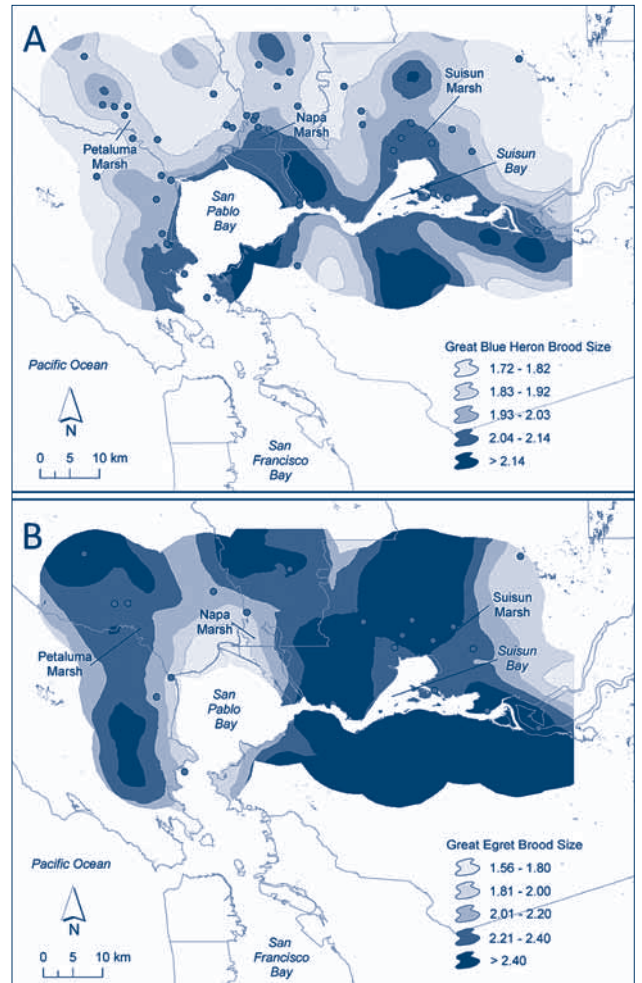 A
Suisun
Marsh
Napa
Marsh
Petaluma
Marsh
Suisun
Bay
San
Pablo
Bay
Great Blue Heron Brood Size
Pacific Ocean
1.72 - 1.82
1.83 - 1.92
1.93 - 2.03
N
2.04 - 2.14
San
Francisco
Bay
0 5 10 km
> 2.14
B
Napa
Marsh
Suisun
Marsh
Petaluma
Marsh
Suisun
Bay
San
Pablo
Bay
Great Egret Brood Size
Pacific Ocean
1.56 - 1.80
1.81 - 2.00
2.01 - 2.20
N
2.21 - 2.40
San
Francisco
Bay
0 5 10 km
> 2.40